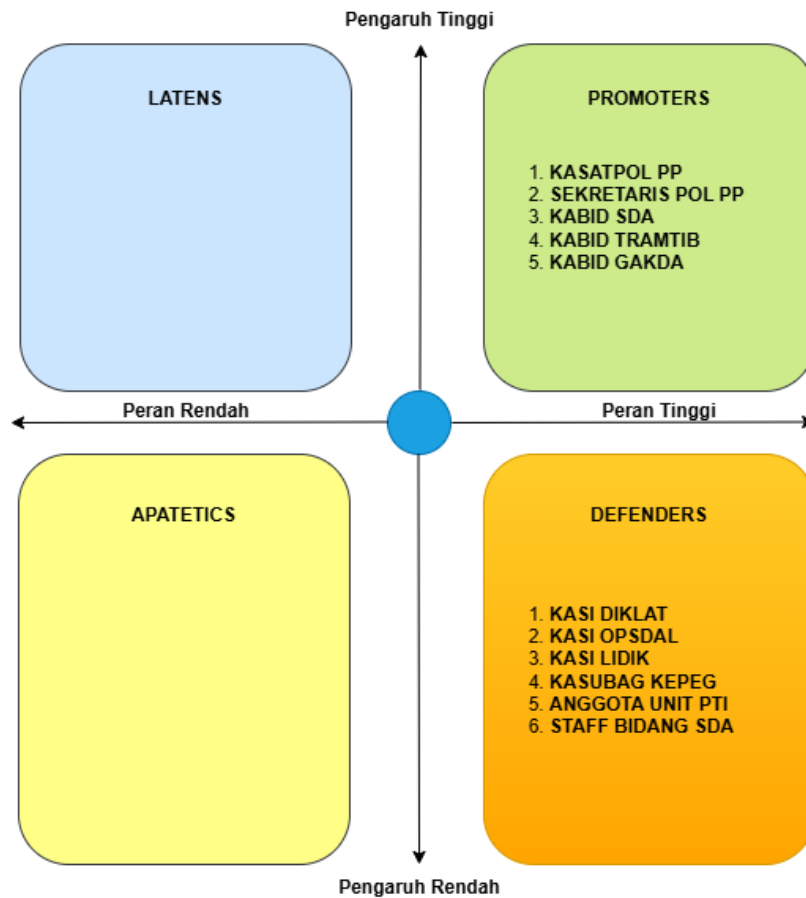 Pengaruh Tinggi
LATENS
PROMOTERS
1. KASATPOL PP
2. SEKRETARIS POL PP
3. KABID SDA
4. KABID TRAMTIB
5. KABID GAKDA
Peran Rendah
Peran Tinggi
APATETICS
DEFENDERS
1. KASI DIKLAT
2. KASI OPSDAL
3. KASI LIDIK
4. KASUBAG KEPEG
5. ANGGOTA UNIT PTI
6. STAFF BIDANG SDA
Pengaruh Rendah